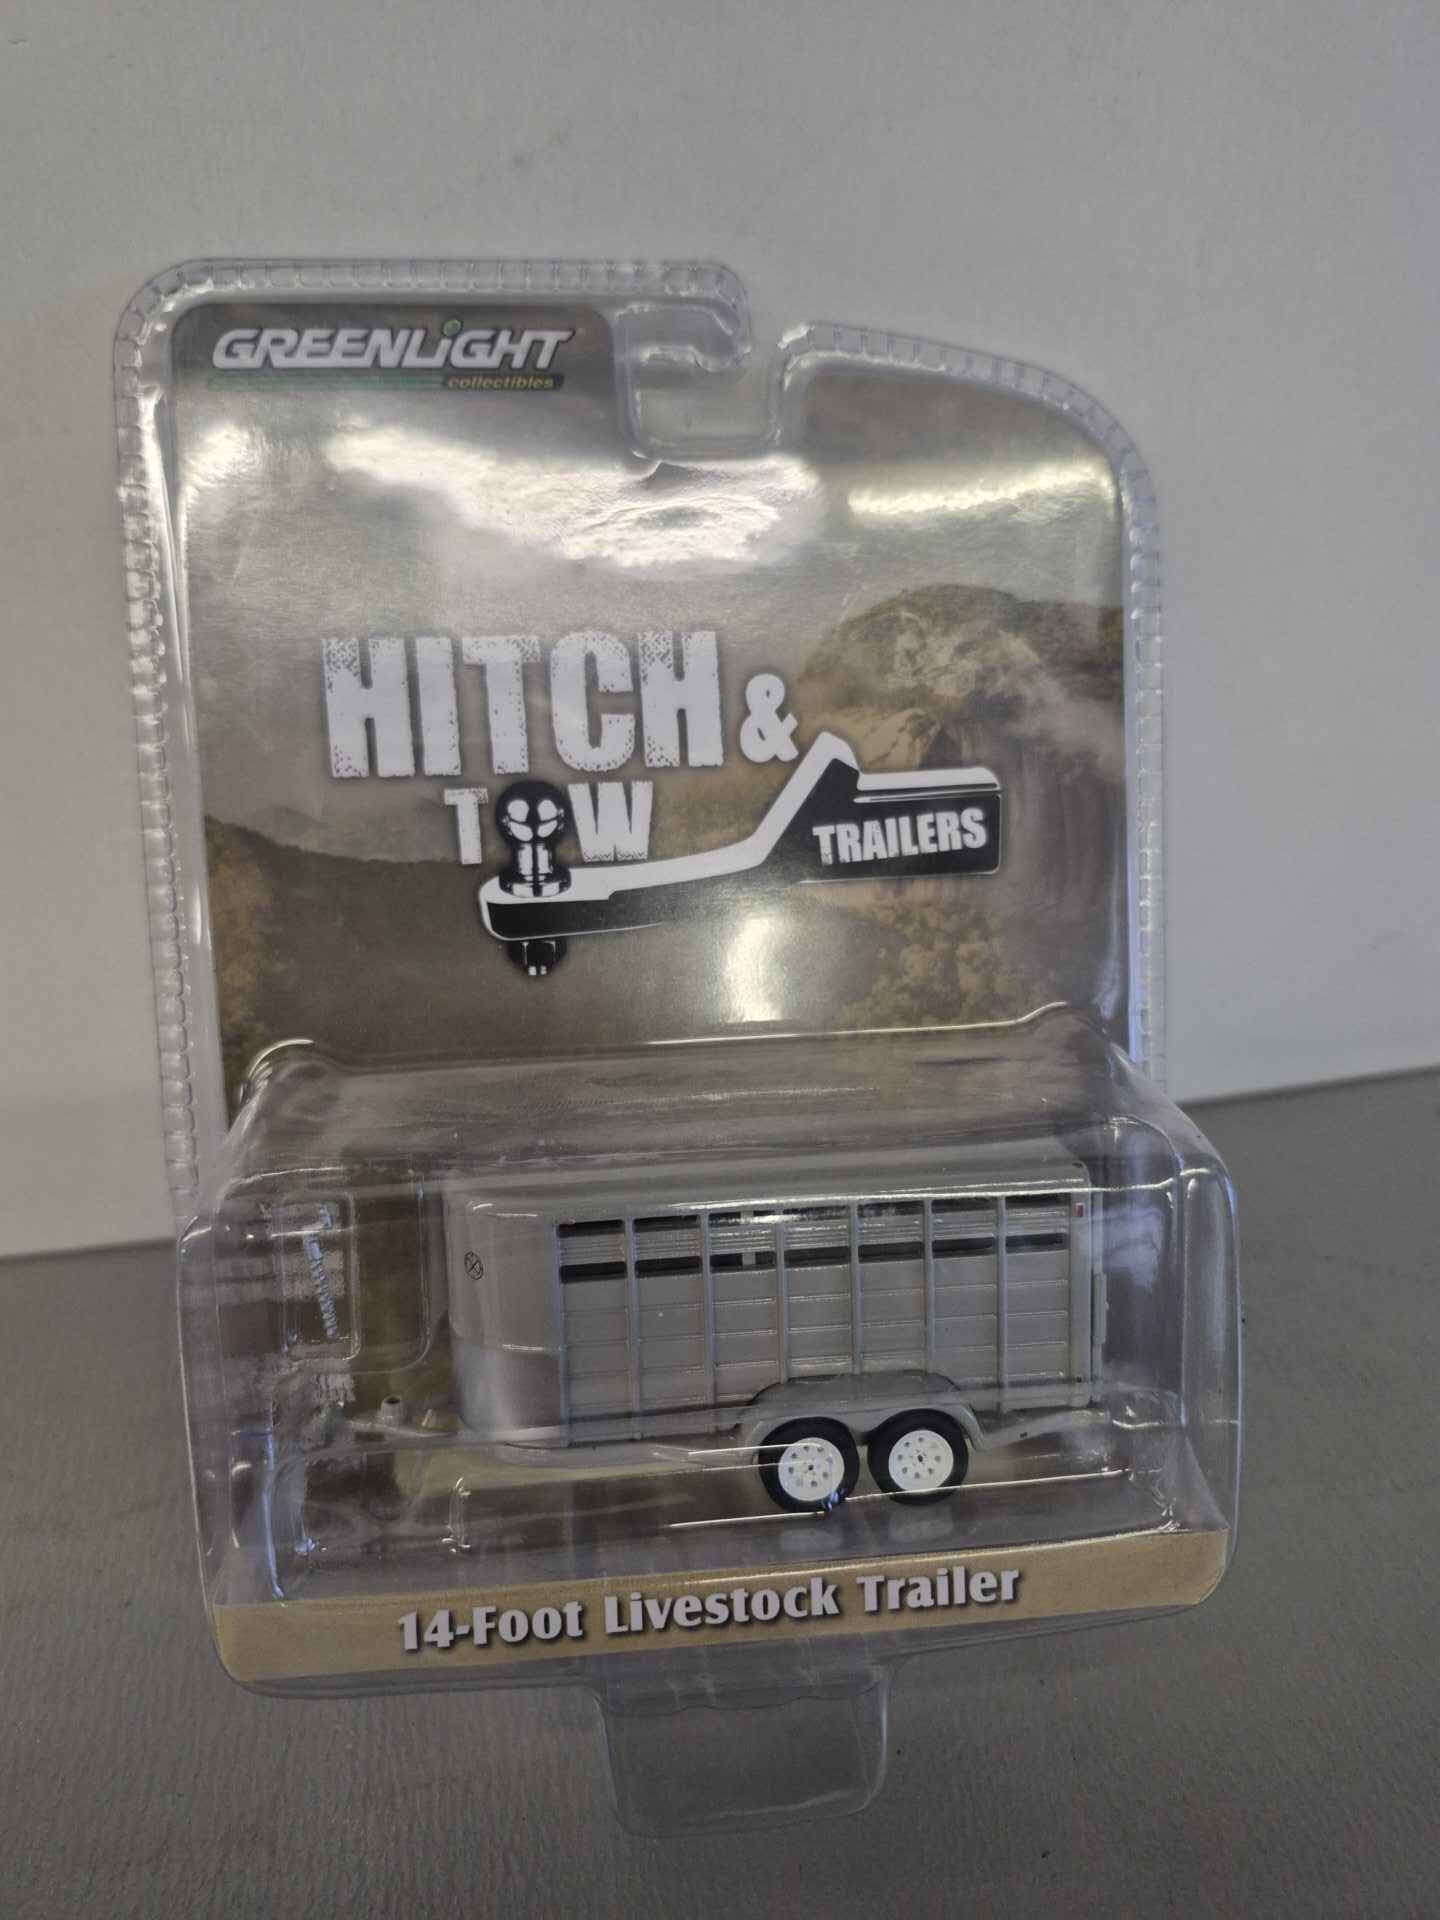 GREENLiGHT
collectibles
HITCH &
TOW
TRAILERS
14-Foot Livestock Trailer